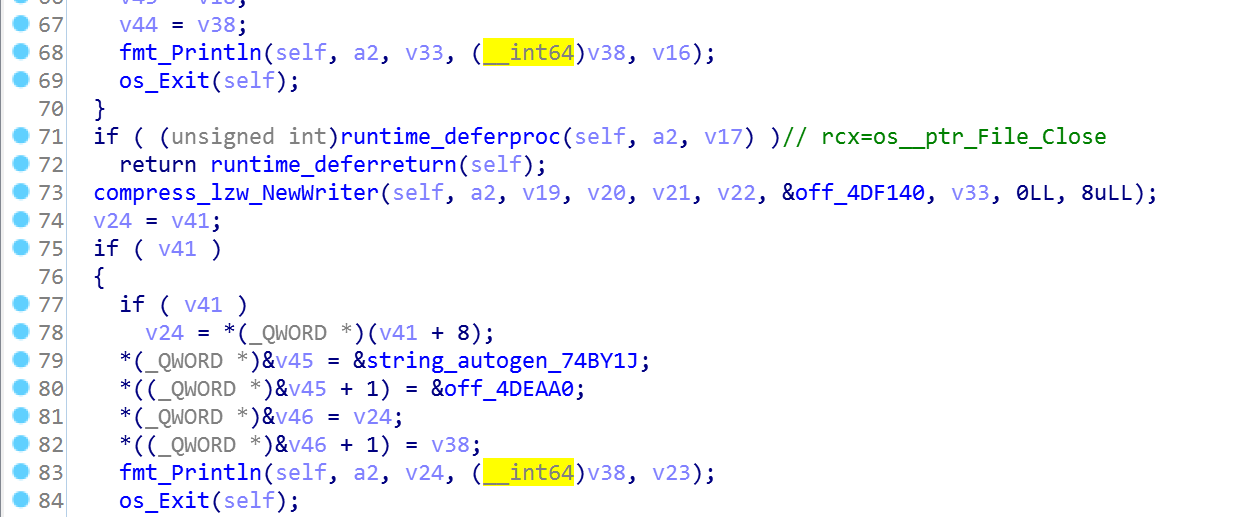 67 v44 = v38;
68 fmt_Println(self, a2, v33, (__int64)v38, v16);
69 os_Exit(self);
70 }
71 if ( (unsigned int)runtime_deferproc(self, a2, v17) )// rcx=os__ptr_File_Close
72 return runtime_deferreturn(self);
73 compress_lzw_NewWriter(self, a2, v19, v20, v21, v22, &off_4DF140, v33, 0LL, 8uLL);
74 v24 = v41;
75 if ( v41 )
76 {
77 if ( v41 )
78 v24 = *(_QWORD *)(v41 + 8);
79 *(_QWORD *)&v45 = &string_autogen_74BY1J;
80 *((_QWORD *)&v45 + 1) = &off_4DEAA0;
81 *(_QWORD *)&v46 = v24;
82 *((_QWORD *)&v46 + 1) = v38;
83 fmt_Println(self, a2, v24, (__int64)v38, v23);
84 os_Exit(self);